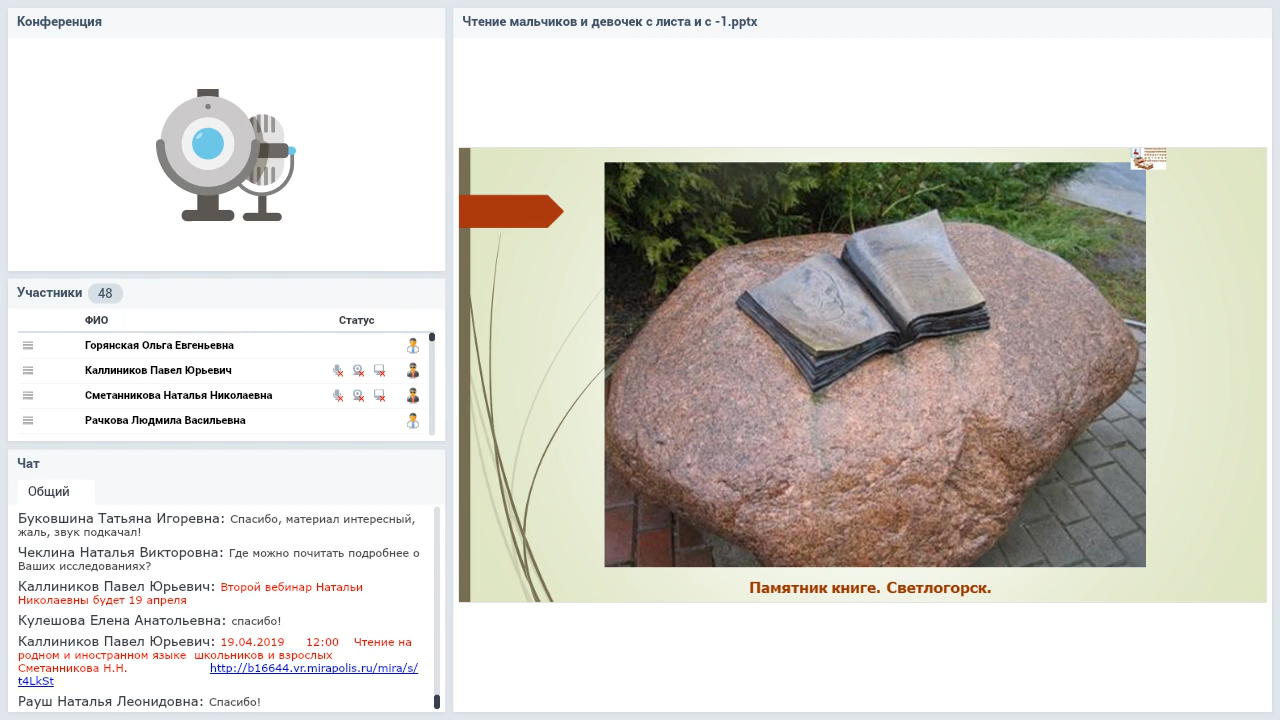 Конференция
Участники 48
ФИО Статус
Горянская Ольга Евгеньевна
Каллиников Павел Юрьевич
Сметанникова Наталья Николаевна
Рачкова Людмила Васильевна
Чат
Общий
Буковшина Татьяна Игоревна: Спасибо, материал интересный,
жаль, звук подкачал!
Чеклина Наталья Викторовна: Где можно почитать подробнее о
Ваших исследованиях?
Каллиников Павел Юрьевич: Второй вебинар Натальи
Николаевны будет 19 апреля
Кулешова Елена Анатольевна: спасибо!
Каллиников Павел Юрьевич: 19.04.2019 12:00 Чтение на
родном и иностранном языке школьников и взрослых
Сметанникова Н.Н. http://b16644.vr.mirapolis.ru/mira/s/
t4LkSt
Рауш Наталья Леонидовна: Спасибо!
Чтение мальчиков и девочек с листа и с -1.pptx
Памятник книге. Светлогорск.